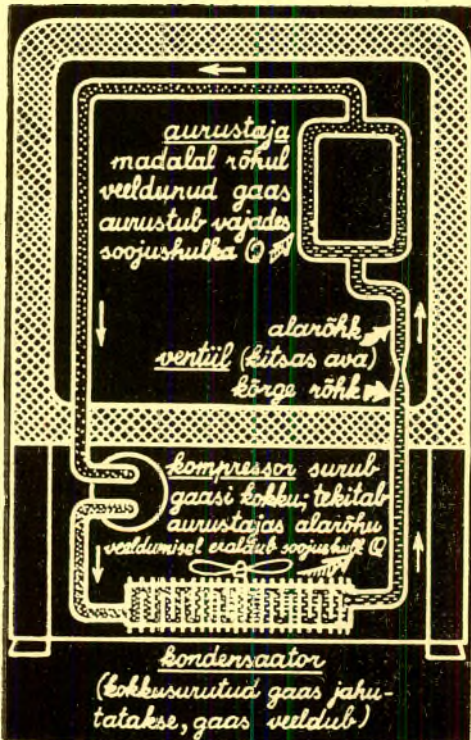 aurustaja
madalal rõhul
veeldunud gaas
aurustub vajades
soojushulka Q
alarõhk
ventiil (kitsas ava)
kõrge rõhk
kompressor surub
gaasi kokku; tekitab
aurustajas alarõhu
veeldumisel eraldub soojushulk Q
kondensaator
(kokkusurutud gaas jahu-
tatakse, gaas veeldub)